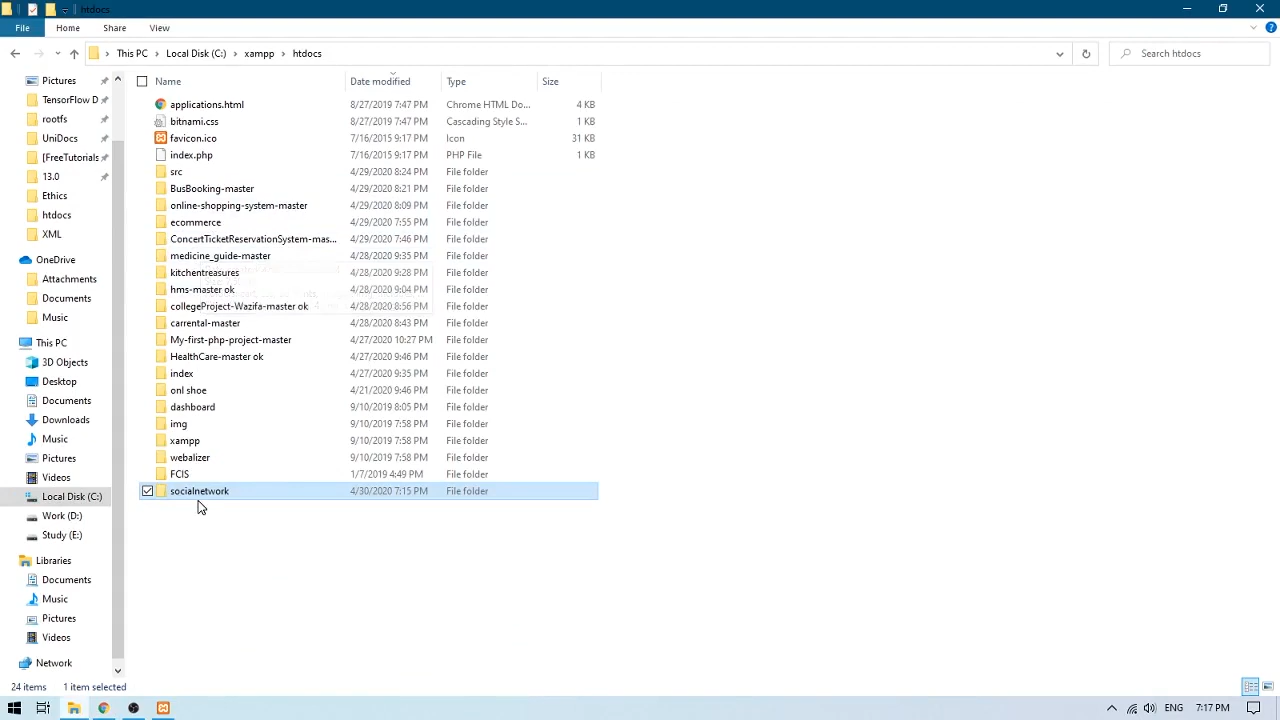 htdocs
File Home Share View
This PC Local Disk (C:) xampp htdocs Search htdocs
Name Date modified Type Size
applications.html 8/27/2019 7:47 PM Chrome HTML Do... 4 KB
bitnami.css 8/27/2019 7:47 PM Cascading Style S... 1 KB
favicon.ico 7/16/2015 9:17 PM Icon 31 KB
index.php 7/16/2015 9:17 PM PHP File 1 KB
src 4/29/2020 8:24 PM File folder
BusBooking-master 4/29/2020 8:21 PM File folder
online-shopping-system-master 4/29/2020 8:09 PM File folder
ecommerce 4/29/2020 7:55 PM File folder
ConcertTicketReservationSystem-mas... 4/29/2020 7:46 PM File folder
medicine_guide-master 4/28/2020 9:35 PM File folder
kitchentreasures 4/28/2020 9:28 PM File folder
hms-master ok 4/28/2020 9:04 PM File folder
collegeProject-Wazifa-master ok 4/28/2020 8:56 PM File folder
carrental-master 4/28/2020 8:43 PM File folder
My-first-php-project-master 4/27/2020 10:27 PM File folder
HealthCare-master ok 4/27/2020 9:46 PM File folder
index 4/27/2020 9:35 PM File folder
onl shoe 4/21/2020 9:46 PM File folder
dashboard 9/10/2019 8:05 PM File folder
img 9/10/2019 7:58 PM File folder
xampp 9/10/2019 7:58 PM File folder
webalizer 9/10/2019 7:58 PM File folder
FCIS 1/7/2019 4:49 PM File folder
socialnetwork 4/30/2020 7:15 PM File folder
Pictures
TensorFlow D
rootfs
UniDocs
[FreeTutorials
13.0
Ethics
htdocs
XML
OneDrive
Attachments
Documents
Music
This PC
3D Objects
Desktop
Documents
Downloads
Music
Pictures
Videos
Local Disk (C:)
Work (D:)
Study (E:)
Libraries
Documents
Music
Pictures
Videos
Network
24 items 1 item selected
ENG 7:17 PM